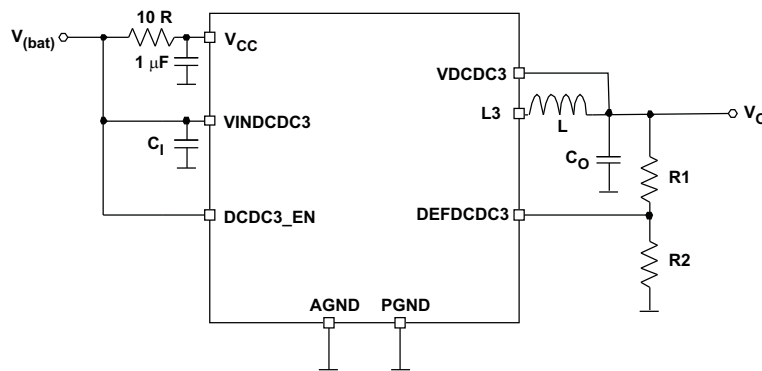 10 R
V(bat)
VCC
1 μF
VDCDC3
L3
L
VO
VINDCDC3
CI
CO
R1
DCDC3_EN
DEFDCDC3
R2
AGND
PGND